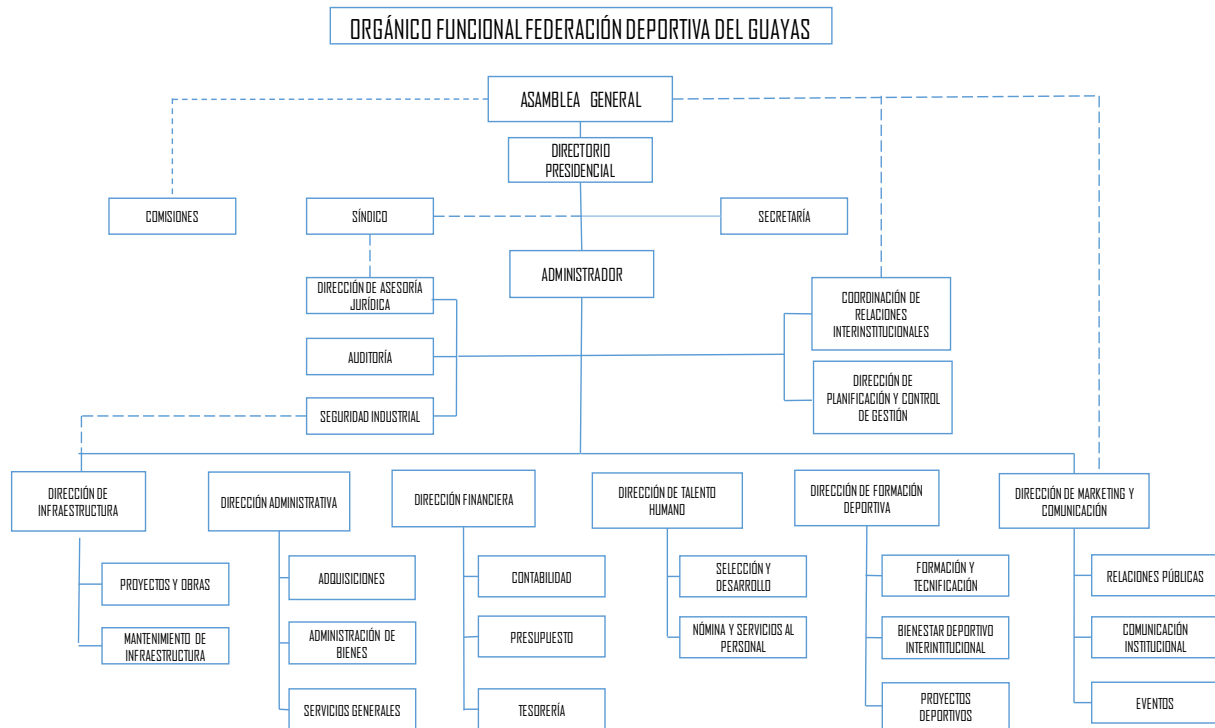 ORGÁNICO FUNCIONAL FEDERACIÓN DEPORTIVA DEL GUAYAS
ASAMBLEA GENERAL
DIRECTORIO
PRESIDENCIAL
COMISIONES
SÍNDICO
SECRETARÍA
ADMINISTRADOR
DIRECCIÓN DE ASESORÍA
JURÍDICA
COORDINACIÓN DE
RELACIONES
INTERINSTITUCIONALES
AUDITORÍA
DIRECCIÓN DE
PLANIFICACIÓN Y CONTROL
DE GESTIÓN
SEGURIDAD INDUSTRIAL
DIRECCIÓN DE
INFRAESTRUCTURA
PROYECTOS Y OBRAS
MANTENIMIENTO DE
INFRAESTRUCTURA
DIRECCIÓN ADMINISTRATIVA
ADQUISICIONES
ADMINISTRACIÓN DE
BIENES
SERVICIOS GENERALES
DIRECCIÓN FINANCIERA
CONTABILIDAD
PRESUPUESTO
TESORERÍA
DIRECCIÓN DE TALENTO
HUMANO
SELECCIÓN Y
DESARROLLO
NÓMINA Y SERVICIOS AL
PERSONAL
DIRECCIÓN DE FORMACIÓN
DEPORTIVA
FORMACIÓN Y
TECNIFICACIÓN
BIENESTAR DEPORTIVO
INTERINTITUCIONAL
PROYECTOS
DEPORTIVOS
DIRECCIÓN DE MARKETING Y
COMUNICACIÓN
RELACIONES PÚBLICAS
COMUNICACIÓN
INSTITUCIONAL
EVENTOS